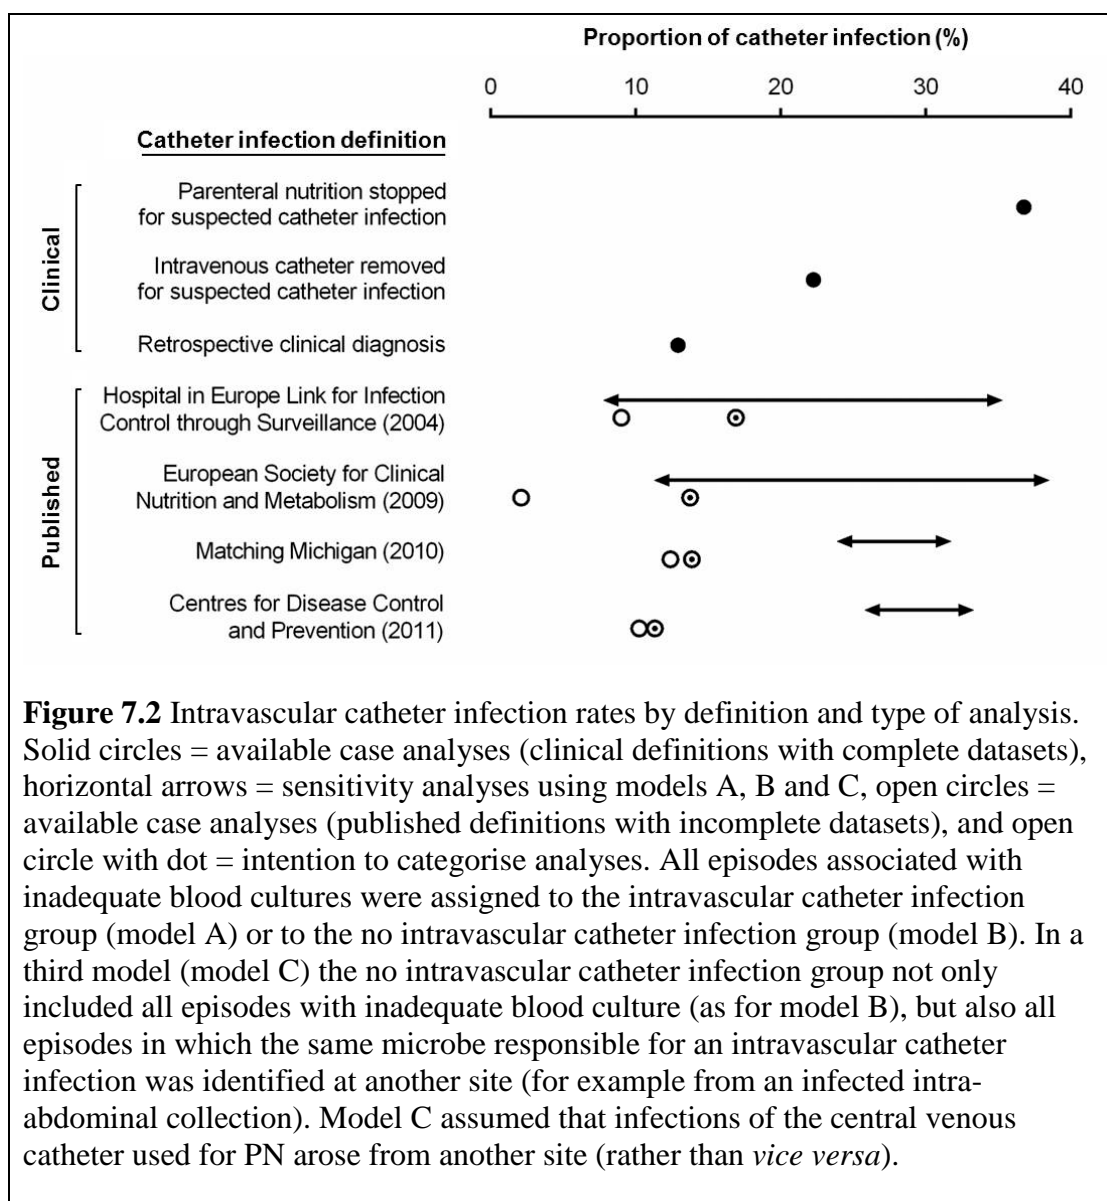 Proportion of catheter infection (%)
0 10 20 30 40
Catheter infection definition
Clinical
Parenteral nutrition stopped
for suspected catheter infection
Intravenous catheter removed
for suspected catheter infection
Retrospective clinical diagnosis
Published
Hospital in Europe Link for Infection
Control through Surveillance (2004)
European Society for Clinical
Nutrition and Metabolism (2009)
Matching Michigan (2010)
Centres for Disease Control
and Prevention (2011)
Figure 7.2 Intravascular catheter infection rates by definition and type of analysis.
Solid circles = available case analyses (clinical definitions with complete datasets),
horizontal arrows = sensitivity analyses using models A, B and C, open circles =
available case analyses (published definitions with incomplete datasets), and open
circle with dot = intention to categorise analyses. All episodes associated with
inadequate blood cultures were assigned to the intravascular catheter infection
group (model A) or to the no intravascular catheter infection group (model B). In a
third model (model C) the no intravascular catheter infection group not only
included all episodes with inadequate blood culture (as for model B), but also all
episodes in which the same microbe responsible for an intravascular catheter
infection was identified at another site (for example from an infected intra-
abdominal collection). Model C assumed that infections of the central venous
catheter used for PN arose from another site (rather than vice versa).